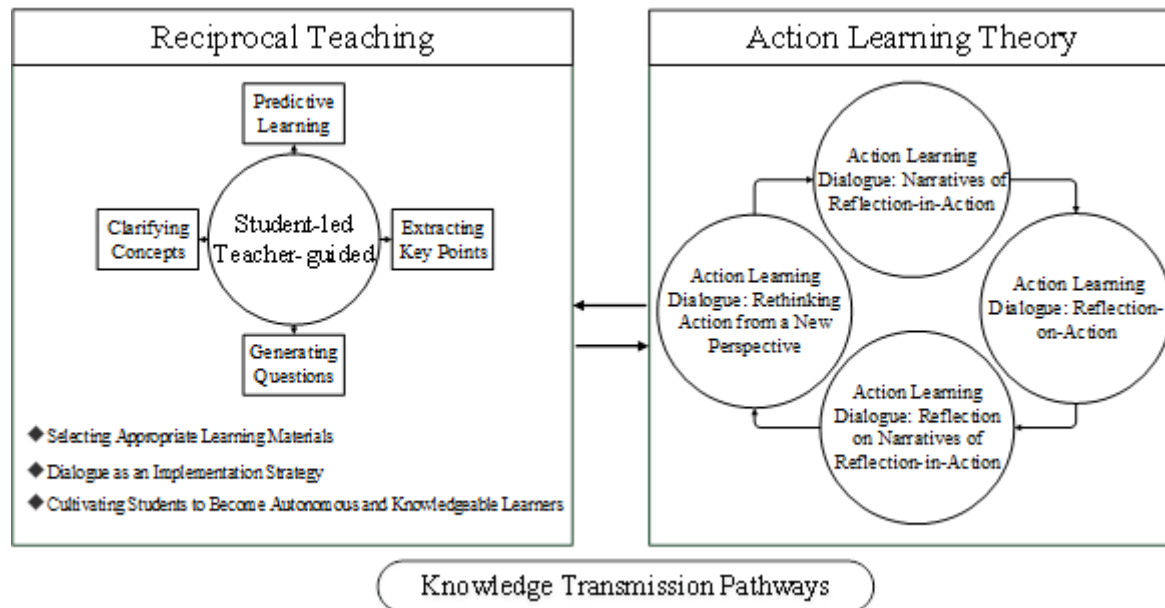 Reciprocal Teaching
Predictive
Learning
Clarifying
Concepts
Student-led
Teacher-guided
Extracting
Key Points
Generating
Questions
◆ Selecting Appropriate Learning Materials
◆ Dialogue as an Implementation Strategy
◆ Cultivating Students to Become Autonomous and Knowledgeable Learners
Action Learning Theory
Action Learning
Dialogue: Narratives of
Reflection-in-Action
Action Learning
Dialogue: Reflection-
on-Action
Action Learning
Dialogue: Reflection
on Narratives of
Reflection-in-Action
Action Learning
Dialogue: Rethinking
Action from a New
Perspective
Knowledge Transmission Pathways